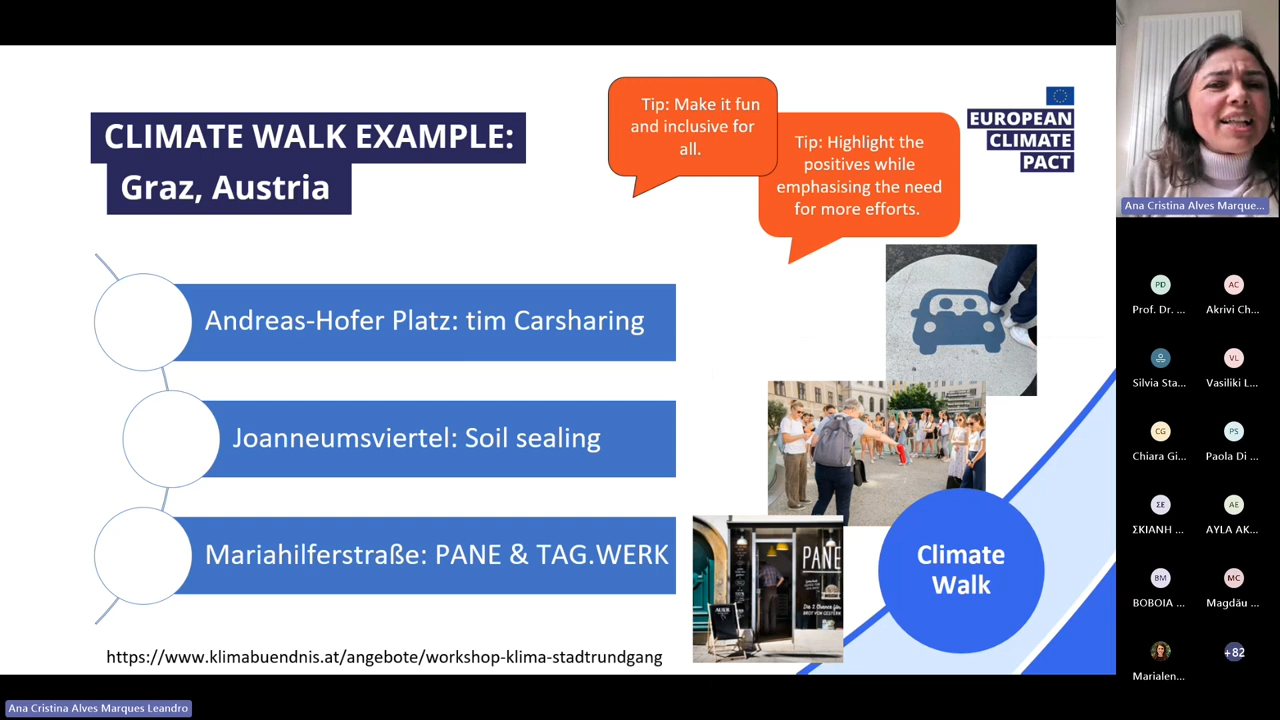 CLIMATE WALK EXAMPLE:
Graz, Austria
Tip: Make it fun
and inclusive for
all.
Tip: Highlight the
positives while
emphasising the need
for more efforts.
EUROPEAN
CLIMATE
PACT
Andreas-Hofer Platz: tim Carsharing
Joanneumsviertel: Soil sealing
Mariahilferstraße: PANE & TAG.WERK
PANE
Climate
Walk
https://www.klimabuendnis.at/angebote/workshop-klima-stadtrundgang
Ana Cristina Alves Marque...
PD
AC
Prof. Dr. ...
Akrivi Ch...
VL
Silvia Sta...
Vasiliki L...
CG
PS
Chiara Gi...
Paola Di ...
ΣΕ
AE
ΣΚΙΑΝΗ ...
AYLA AK...
BM
MC
BOBOIA ...
Magdău ...
+82
Marialen...
Ana Cristina Alves Marques Leandro